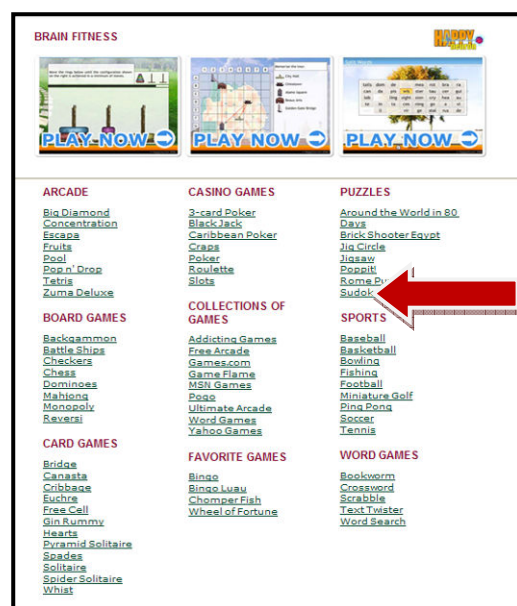 BRAIN FITNESS
HAPPY
neuron
PLAY NOW
PLAY NOW
PLAY NOW
ARCADE
Big Diamond
Concentration
Escapa
Fruits
Pool
Pop n' Drop
Tetris
Zuma Deluxe
BOARD GAMES
Backgammon
Battle Ships
Checkers
Chess
Dominoes
Mahjong
Monopoly
Reversi
CARD GAMES
Bridge
Canasta
Cribbage
Euchre
Free Cell
Gin Rummy
Hearts
Pyramid Solitaire
Spades
Solitaire
Spider Solitaire
Whist
CASINO GAMES
3-card Poker
Black Jack
Caribbean Poker
Craps
Poker
Roulette
Slots
COLLECTIONS OF
GAMES
Addicting Games
Free Arcade
Games.com
Game Flame
MSN Games
Pogo
Ultimate Arcade
Word Games
Yahoo Games
FAVORITE GAMES
Bingo
Bingo Luau
Chomper Fish
Wheel of Fortune
PUZZLES
Around the World in 80
Days
Brick Shooter Egypt
Jig Circle
Jigsaw
Poppit!
Rome Pu
Sudok
SPORTS
Baseball
Basketball
Bowling
Fishing
Football
Miniature Golf
Ping Pong
Soccer
Tennis
WORD GAMES
Bookworm
Crossword
Scrabble
Text Twister
Word Search